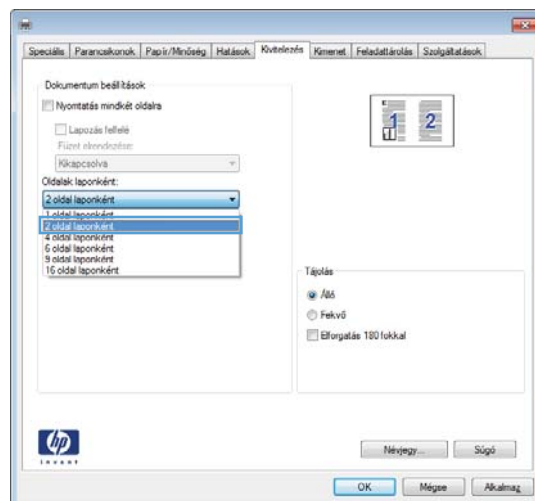 Speciális Parancsikonok Papír/Minőség Hatások Kivitelezés Kimenet Feladattárolás Szolgáltatások
Dokumentum beállítások
Nyomtatás mindkét oldalra
Lapozás felfelé
Füzet elrendezése:
Kikapcsolva
Oldalak laponként:
2 oldal laponként
1 oldal laponként
2 oldal laponként
4 oldal laponként
6 oldal laponként
9 oldal laponként
16 oldal laponként
1 2
Tájolás
Álló
Fekvő
Elforgatás 180 fokkal
hp
invent
Névjegy... Súgó
OK Mégse Alkalmaz